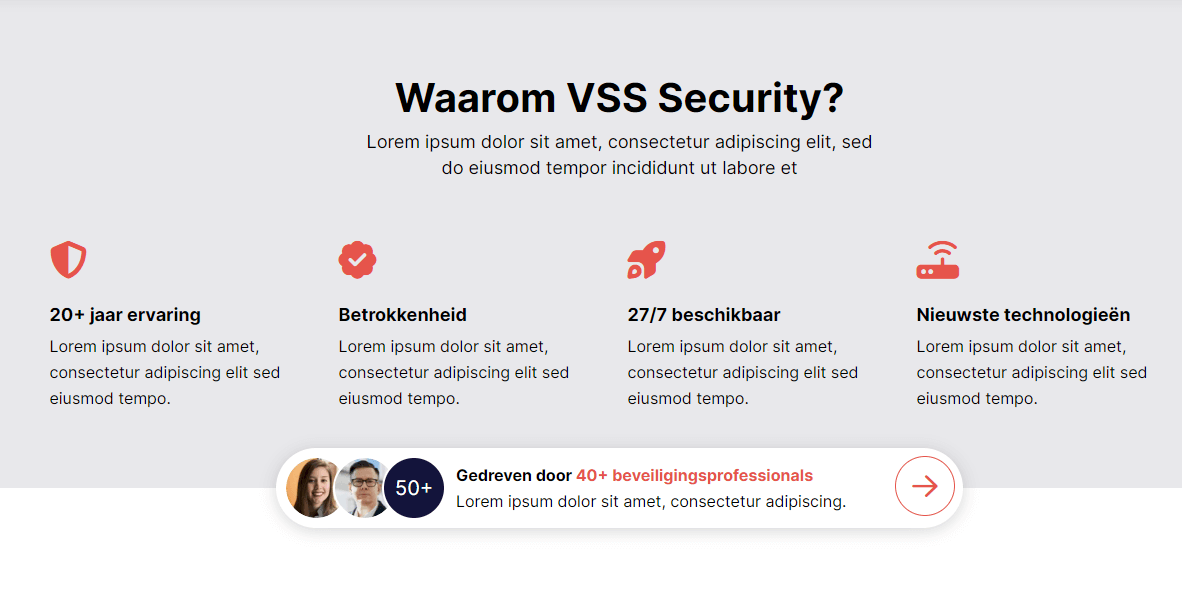 Waarom VSS Security?
Lorem ipsum dolor sit amet, consectetur adipiscing elit, sed
do eiusmod tempor incididunt ut labore et
20+ jaar ervaring
Lorem ipsum dolor sit amet,
consectetur adipiscing elit sed
eiusmod tempo.
Betrokkenheid
Lorem ipsum dolor sit amet,
consectetur adipiscing elit sed
eiusmod tempo.
27/7 beschikbaar
Lorem ipsum dolor sit amet,
consectetur adipiscing elit sed
eiusmod tempo.
Nieuwste technologieën
Lorem ipsum dolor sit amet,
consectetur adipiscing elit sed
eiusmod tempo.
50+
Gedreven door 40+ beveiligingsprofessionals
Lorem ipsum dolor sit amet, consectetur adipiscing.